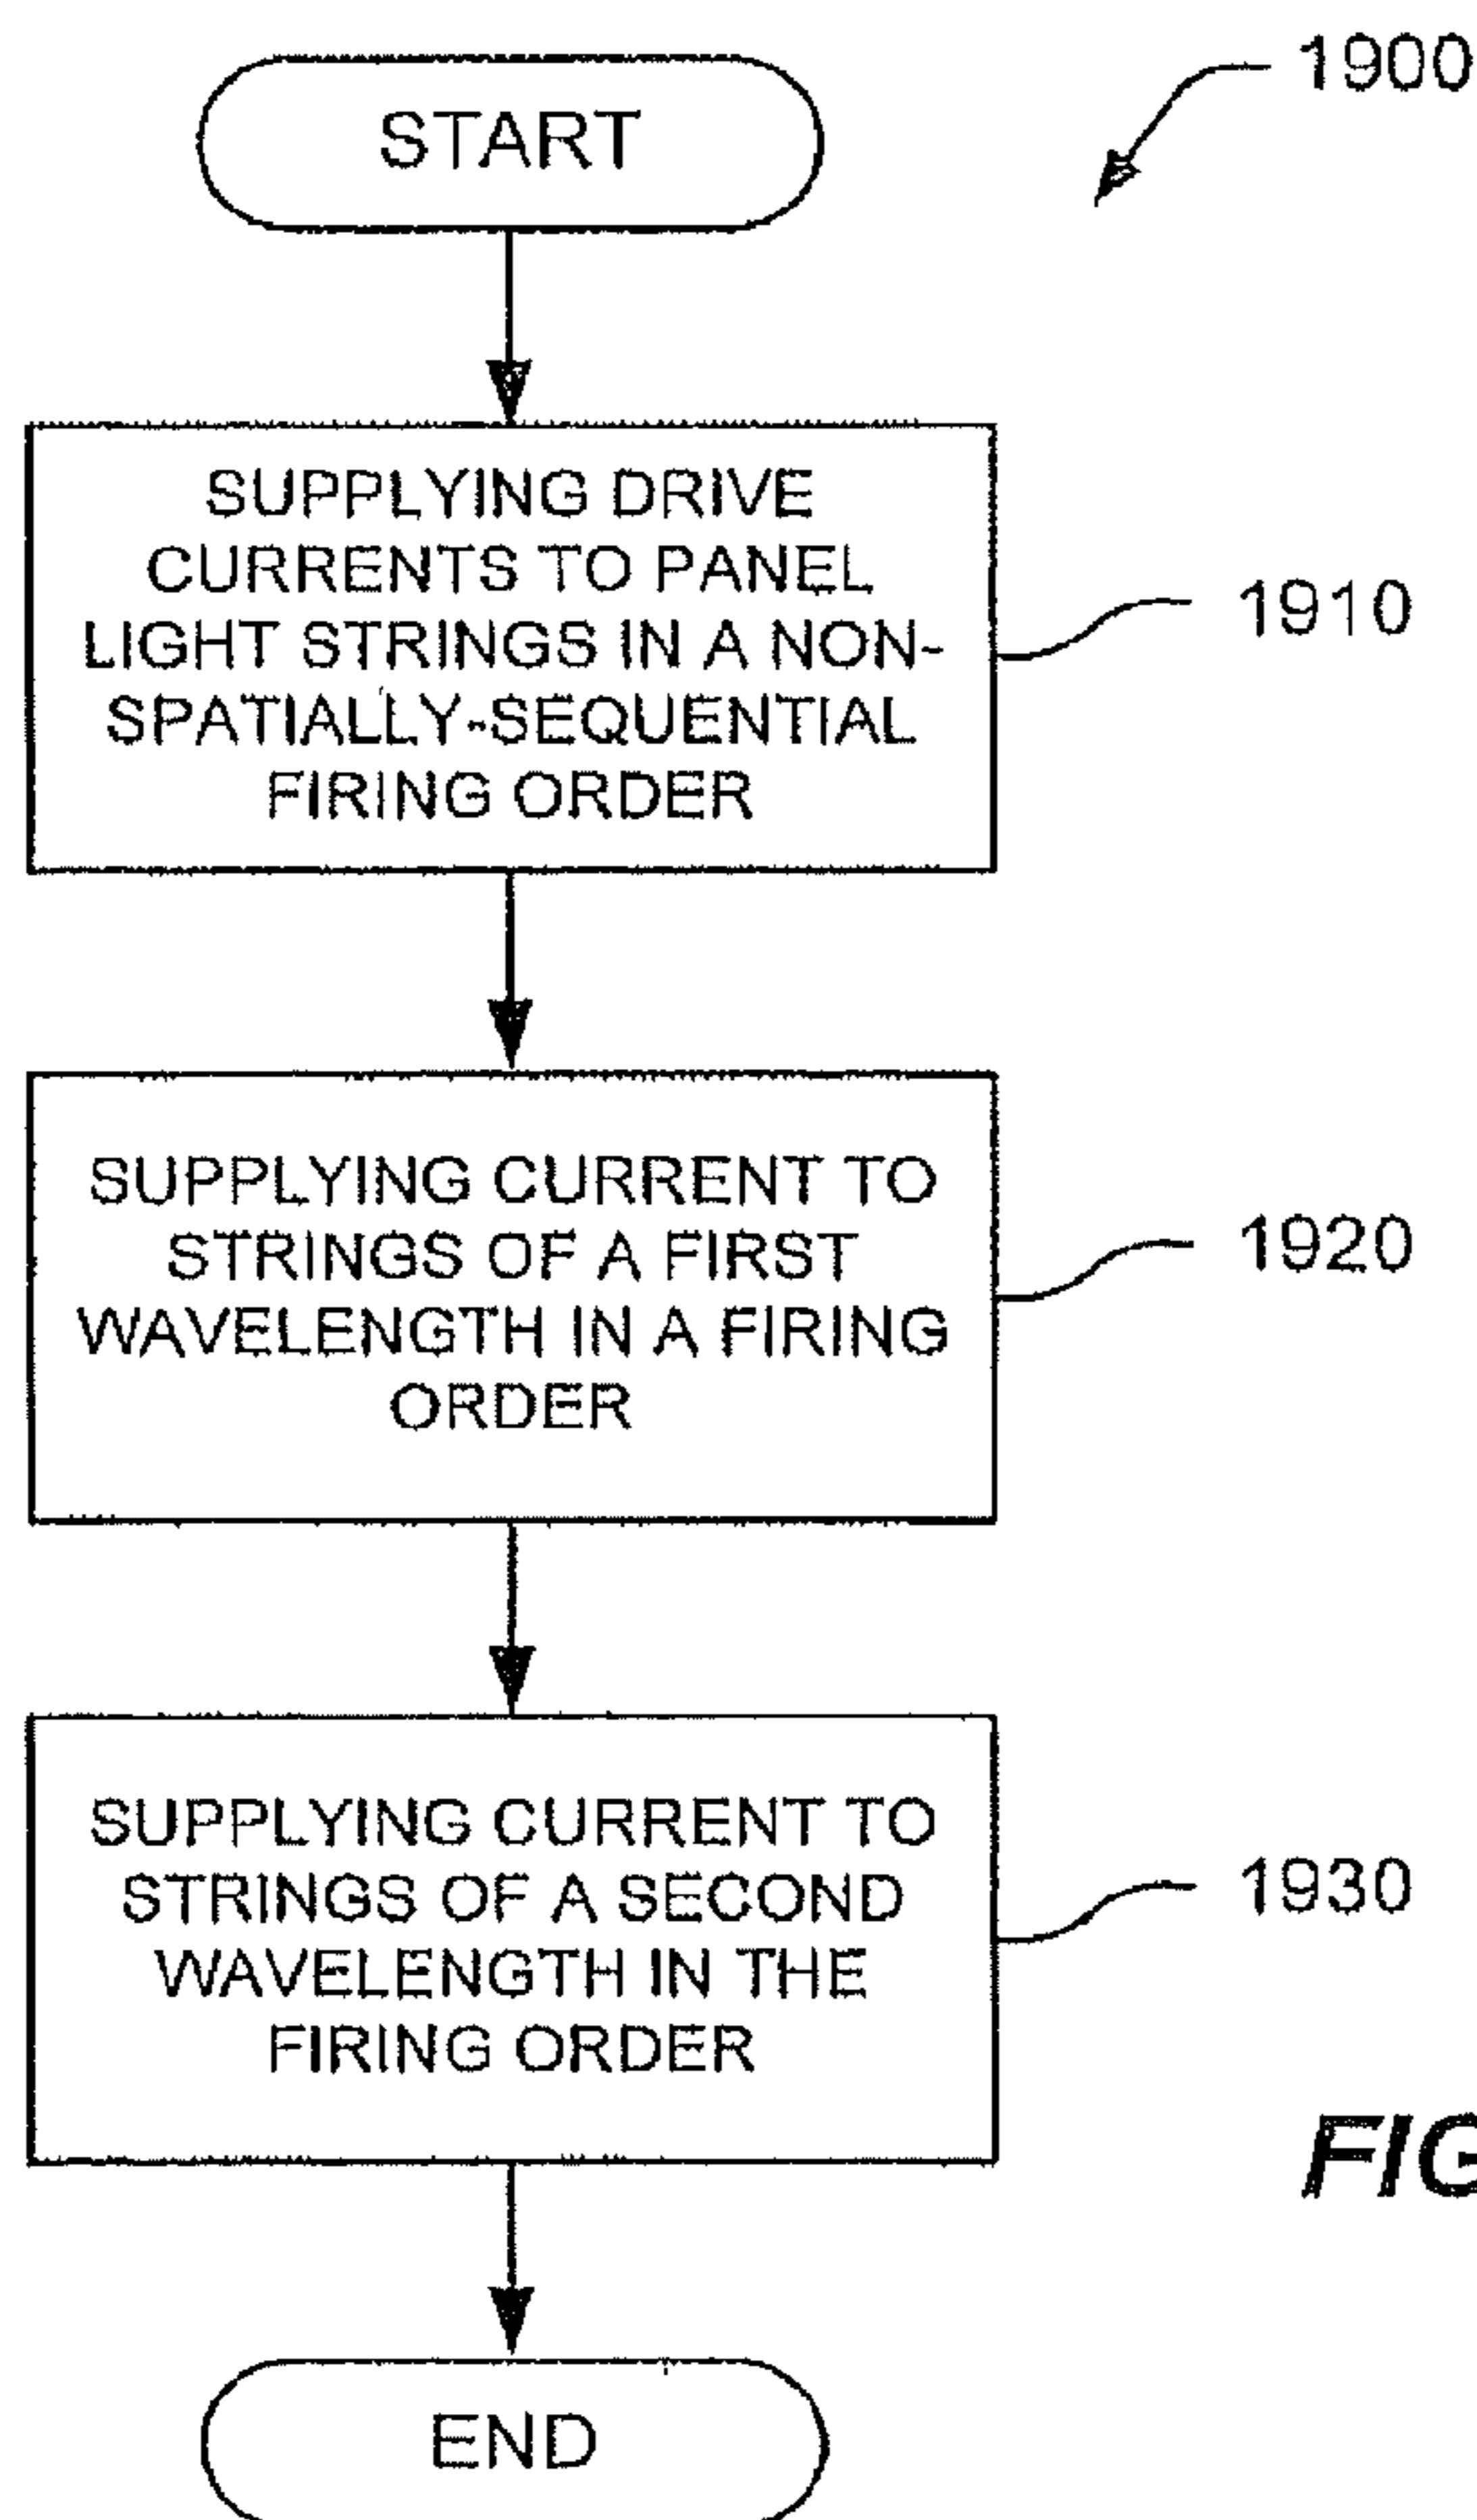 START
1900
SUPPLYING DRIVE
CURRENTS TO PANEL
LIGHT STRINGS IN A NON-
SPATIALLY-SEQUENTIAL
FIRING ORDER
1910
SUPPLYING CURRENT TO
STRINGS OF A FIRST
WAVELENGTH IN A FIRING
ORDER
1920
SUPPLYING CURRENT TO
STRINGS OF A SECOND
WAVELENGTH IN THE
FIRING ORDER
1930
END